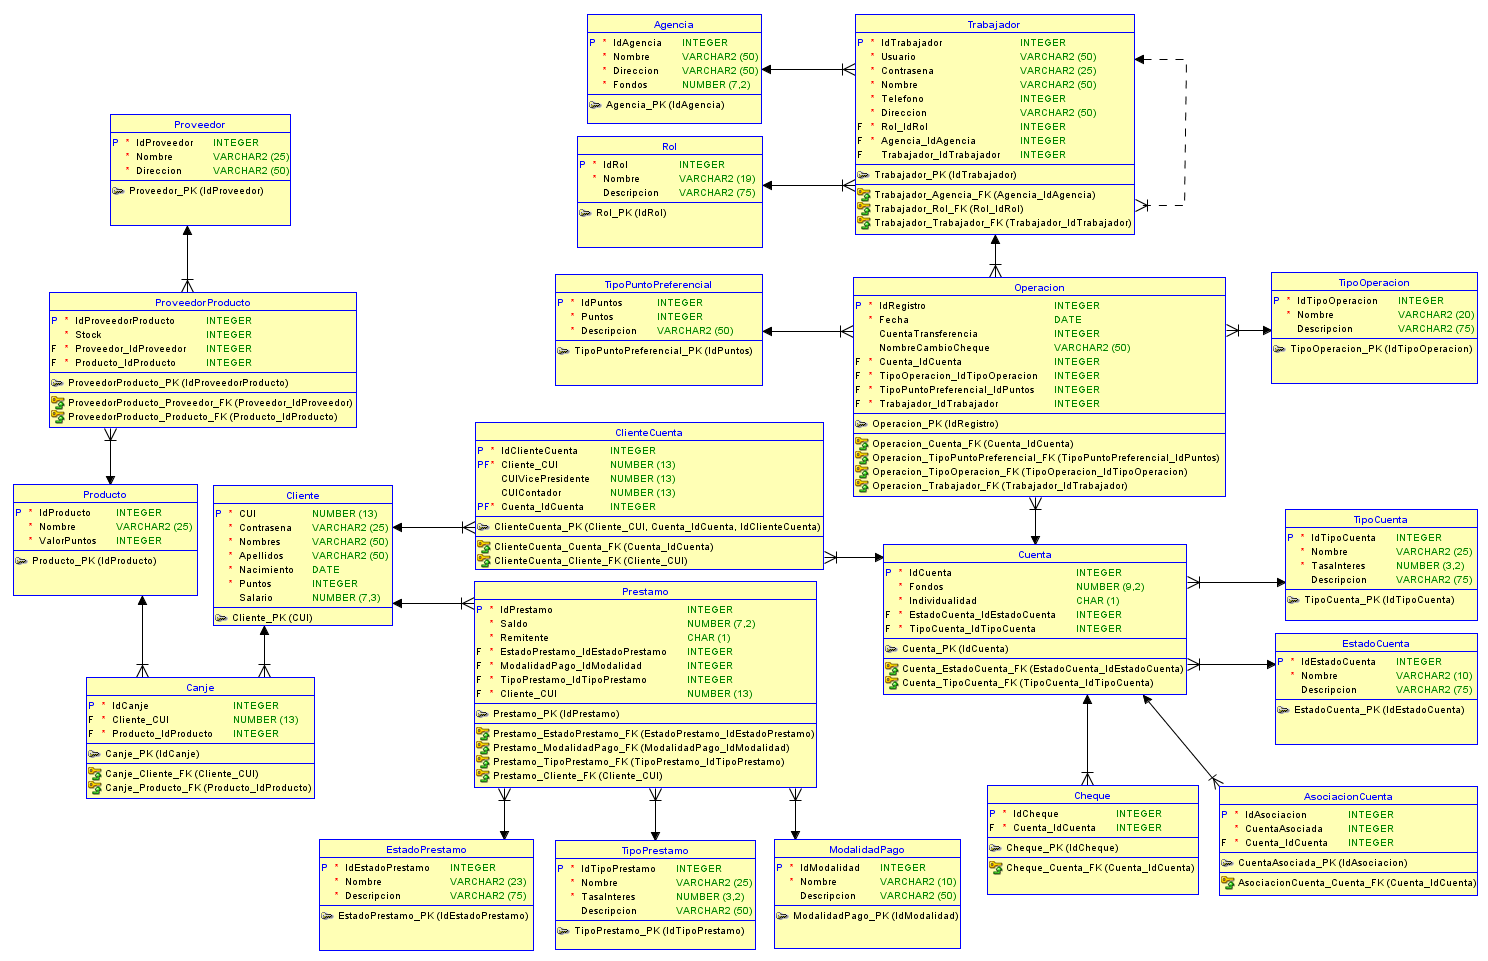 Agencia
P * IdAgencia INTEGER
* Nombre VARCHAR2 (50)
* Direccion VARCHAR2 (50)
* Fondos NUMBER (7,2)
Agencia_PK (IdAgencia)
Trabajador
P * IdTrabajador INTEGER
* Usuario VARCHAR2 (50)
* Contrasena VARCHAR2 (25)
* Nombre VARCHAR2 (50)
* Telefono INTEGER
* Direccion VARCHAR2 (50)
F * Rol_IdRol INTEGER
F * Agencia_IdAgencia INTEGER
F Trabajador_IdTrabajador INTEGER
Trabajador_PK (IdTrabajador)
Trabajador_Agencia_FK (Agencia_IdAgencia)
Trabajador_Rol_FK (Rol_IdRol)
Trabajador_Trabajador_FK (Trabajador_IdTrabajador)
Proveedor
P * IdProveedor INTEGER
* Nombre VARCHAR2 (25)
* Direccion VARCHAR2 (50)
Proveedor_PK (IdProveedor)
Rol
P * IdRol INTEGER
* Nombre VARCHAR2 (19)
Descripcion VARCHAR2 (75)
Rol_PK (IdRol)
TipoPuntoPreferencial
P * IdPuntos INTEGER
* Puntos INTEGER
* Descripcion VARCHAR2 (50)
TipoPuntoPreferencial_PK (IdPuntos)
Operacion
P * IdRegistro INTEGER
* Fecha DATE
CuentaTransferencia INTEGER
NombreCambioCheque VARCHAR2 (50)
F * Cuenta_IdCuenta INTEGER
F * TipoOperacion_IdTipoOperacion INTEGER
F * TipoPuntoPreferencial_IdPuntos INTEGER
F * Trabajador_IdTrabajador INTEGER
Operacion_PK (IdRegistro)
Operacion_Cuenta_FK (Cuenta_IdCuenta)
Operacion_TipoPuntoPreferencial_FK (TipoPuntoPreferencial_IdPuntos)
Operacion_TipoOperacion_FK (TipoOperacion_IdTipoOperacion)
Operacion_Trabajador_FK (Trabajador_IdTrabajador)
TipoOperacion
P * IdTipoOperacion INTEGER
* Nombre VARCHAR2 (20)
Descripcion VARCHAR2 (75)
TipoOperacion_PK (IdTipoOperacion)
ProveedorProducto
P * IdProveedorProducto INTEGER
* Stock INTEGER
F * Proveedor_IdProveedor INTEGER
F * Producto_IdProducto INTEGER
ProveedorProducto_PK (IdProveedorProducto)
ProveedorProducto_Proveedor_FK (Proveedor_IdProveedor)
ProveedorProducto_Producto_FK (Producto_IdProducto)
ClienteCuenta
P * IdClienteCuenta INTEGER
PF* Cliente_CUI NUMBER (13)
CUIVicePresidente NUMBER (13)
CUIContador NUMBER (13)
PF* Cuenta_IdCuenta INTEGER
ClienteCuenta_PK (Cliente_CUI, Cuenta_IdCuenta, IdClienteCuenta)
ClienteCuenta_Cuenta_FK (Cuenta_IdCuenta)
ClienteCuenta_Cliente_FK (Cliente_CUI)
Producto
P * IdProducto INTEGER
* Nombre VARCHAR2 (25)
* ValorPuntos INTEGER
Producto_PK (IdProducto)
Cliente
P * CUI NUMBER (13)
* Contrasena VARCHAR2 (25)
* Nombres VARCHAR2 (50)
* Apellidos VARCHAR2 (50)
* Nacimiento DATE
* Puntos INTEGER
Salario NUMBER (7,3)
Cliente_PK (CUI)
TipoCuenta
P * IdTipoCuenta INTEGER
* Nombre VARCHAR2 (25)
* TasaInteres NUMBER (3,2)
Descripcion VARCHAR2 (75)
TipoCuenta_PK (IdTipoCuenta)
Cuenta
P * IdCuenta INTEGER
* Fondos NUMBER (9,2)
* Individualidad CHAR (1)
F * EstadoCuenta_IdEstadoCuenta INTEGER
F * TipoCuenta_IdTipoCuenta INTEGER
Cuenta_PK (IdCuenta)
Cuenta_EstadoCuenta_FK (EstadoCuenta_IdEstadoCuenta)
Cuenta_TipoCuenta_FK (TipoCuenta_IdTipoCuenta)
Prestamo
P * IdPrestamo INTEGER
* Saldo NUMBER (7,2)
* Remitente CHAR (1)
F * EstadoPrestamo_IdEstadoPrestamo INTEGER
F * ModalidadPago_IdModalidad INTEGER
F * TipoPrestamo_IdTipoPrestamo INTEGER
F * Cliente_CUI NUMBER (13)
Prestamo_PK (IdPrestamo)
Prestamo_EstadoPrestamo_FK (EstadoPrestamo_IdEstadoPrestamo)
Prestamo_ModalidadPago_FK (ModalidadPago_IdModalidad)
Prestamo_TipoPrestamo_FK (TipoPrestamo_IdTipoPrestamo)
Prestamo_Cliente_FK (Cliente_CUI)
EstadoCuenta
P * IdEstadoCuenta INTEGER
* Nombre VARCHAR2 (10)
Descripcion VARCHAR2 (75)
EstadoCuenta_PK (IdEstadoCuenta)
Canje
P * IdCanje INTEGER
F * Cliente_CUI NUMBER (13)
F * Producto_IdProducto INTEGER
Canje_PK (IdCanje)
Canje_Cliente_FK (Cliente_CUI)
Canje_Producto_FK (Producto_IdProducto)
Cheque
P * IdCheque INTEGER
F * Cuenta_IdCuenta INTEGER
Cheque_PK (IdCheque)
Cheque_Cuenta_FK (Cuenta_IdCuenta)
AsociacionCuenta
P * IdAsociacion INTEGER
* CuentaAsociada INTEGER
F * Cuenta_IdCuenta INTEGER
CuentaAsociada_PK (IdAsociacion)
AsociacionCuenta_Cuenta_FK (Cuenta_IdCuenta)
EstadoPrestamo
P * IdEstadoPrestamo INTEGER
* Nombre VARCHAR2 (23)
* Descripcion VARCHAR2 (75)
EstadoPrestamo_PK (IdEstadoPrestamo)
TipoPrestamo
P * IdTipoPrestamo INTEGER
* Nombre VARCHAR2 (25)
* TasaInteres NUMBER (3,2)
Descripcion VARCHAR2 (50)
TipoPrestamo_PK (IdTipoPrestamo)
ModalidadPago
P * IdModalidad INTEGER
* Nombre VARCHAR2 (10)
Descripcion VARCHAR2 (50)
ModalidadPago_PK (IdModalidad)